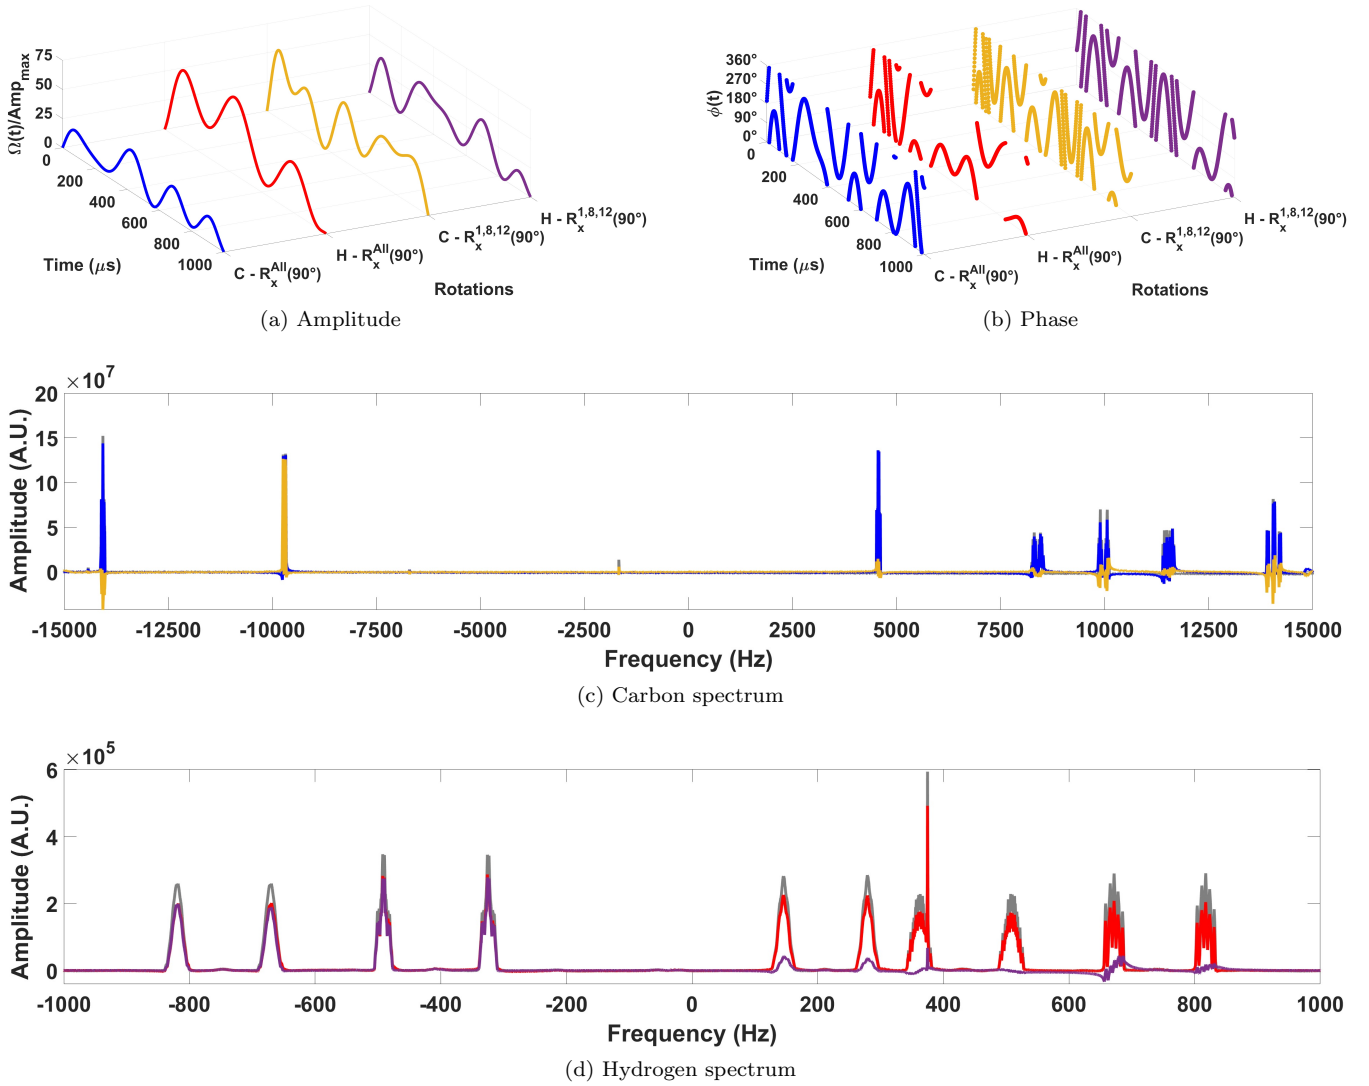 Ω(t)/Amp_max
75
50
25
0
0
200
400
600
800
1000
Time (μs)
C - R_x^All(90°)
H - R_x^All(90°)
C - R_x^1,8,12(90°)
H - R_x^1,8,12(90°)
Rotations
(a) Amplitude
ϕ(t)
360°
270°
180°
90°
0°
0
200
400
600
800
1000
Time (μs)
C - R_x^All(90°)
H - R_x^All(90°)
C - R_x^1,8,12(90°)
H - R_x^1,8,12(90°)
Rotations
(b) Phase
×10^7
Amplitude (A.U.)
20
15
10
5
0
-15000 -12500 -10000 -7500 -5000 -2500 0 2500 5000 7500 10000 12500 15000
Frequency (Hz)
(c) Carbon spectrum
×10^5
Amplitude (A.U.)
6
4
2
0
-1000 -800 -600 -400 -200 0 200 400 600 800 1000
Frequency (Hz)
(d) Hydrogen spectrum